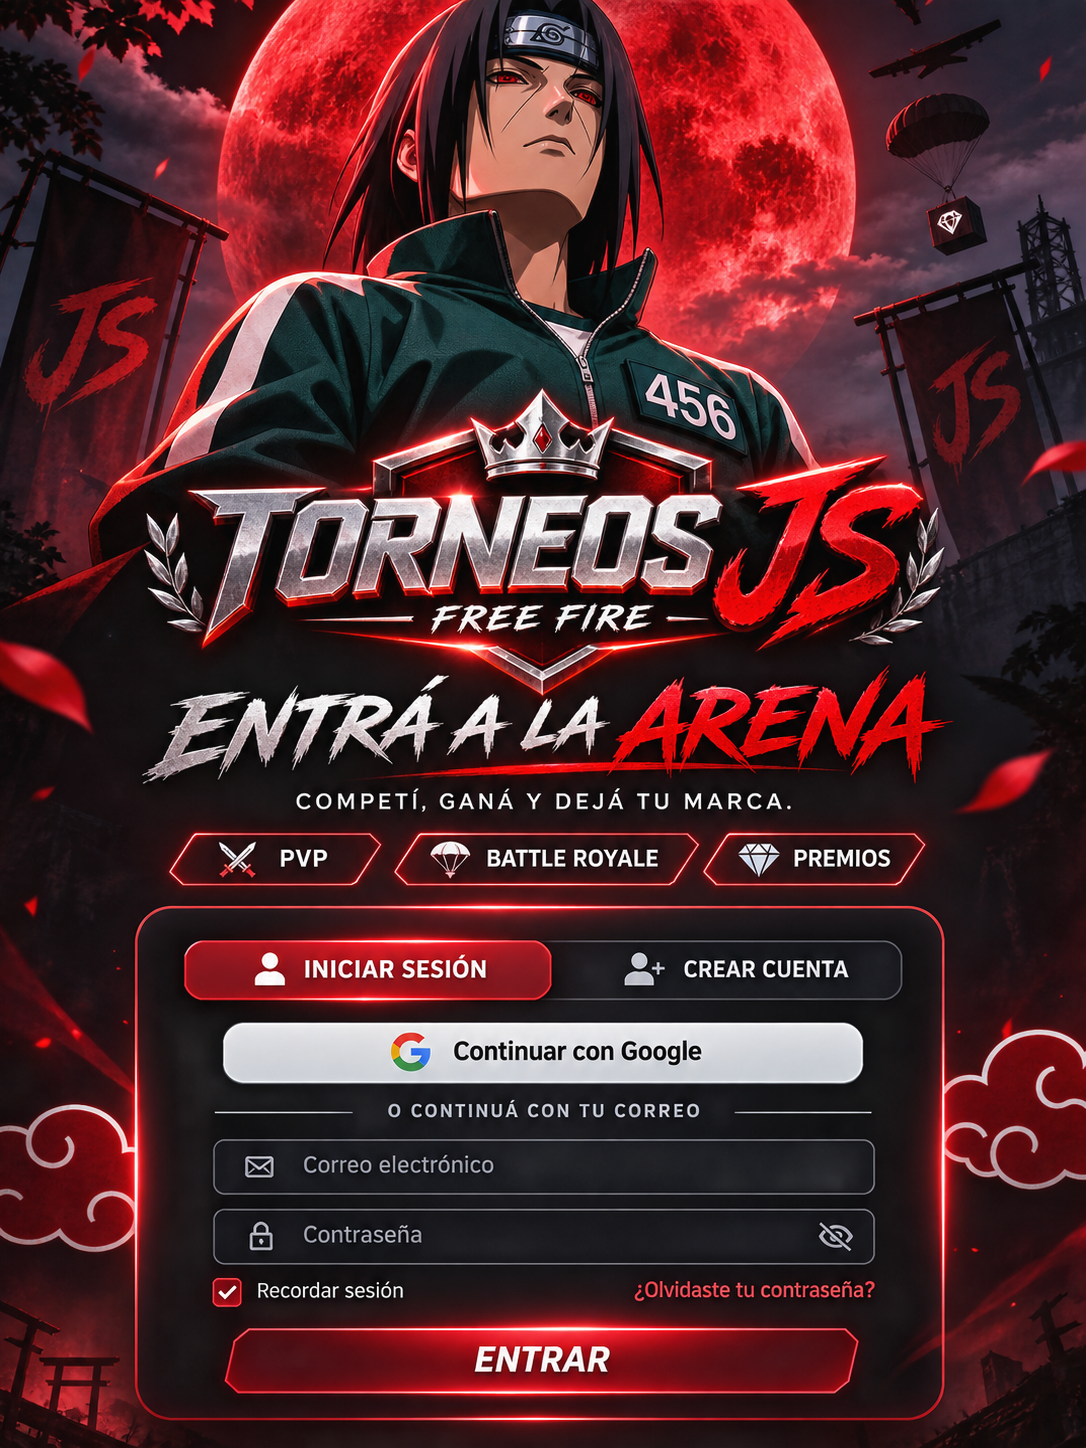 JS
JS
456
TORNEOS JS
FREE FIRE
ENTRÁ A LA ARENA
COMPETÍ, GANÁ Y DEJÁ TU MARCA.
PVP
BATTLE ROYALE
PREMIOS
INICIAR SESIÓN
CREAR CUENTA
G Continuar con Google
O CONTINUÁ CON TU CORREO
Correo electrónico
Contraseña
Recordar sesión
¿Olvidaste tu contraseña?
ENTRAR